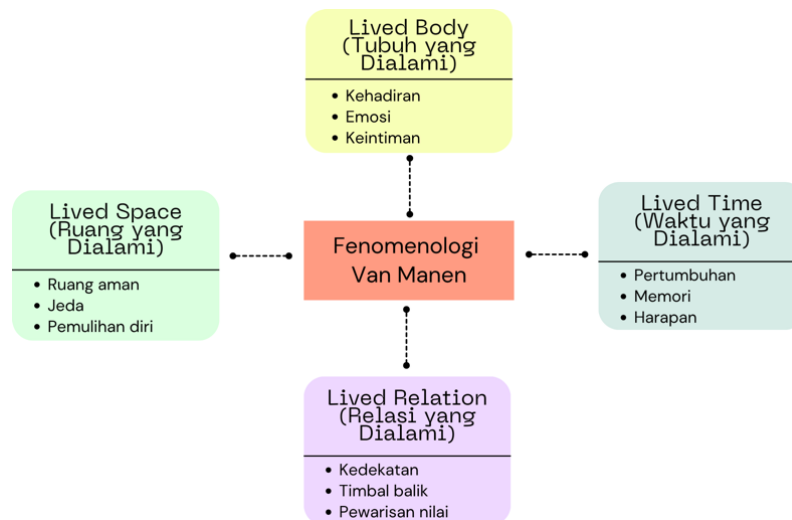 Lived Body
(Tubuh yang
Dialami)
Kehadiran
Emosi
Keintiman
Lived Space
(Ruang yang
Dialami)
Ruang aman
Jeda
Pemulihan diri
Fenomenologi
Van Manen
Lived Time
(Waktu yang
Dialami)
Pertumbuhan
Memori
Harapan
Lived Relation
(Relasi yang
Dialami)
Kedekatan
Timbal balik
Pewarisan nilai